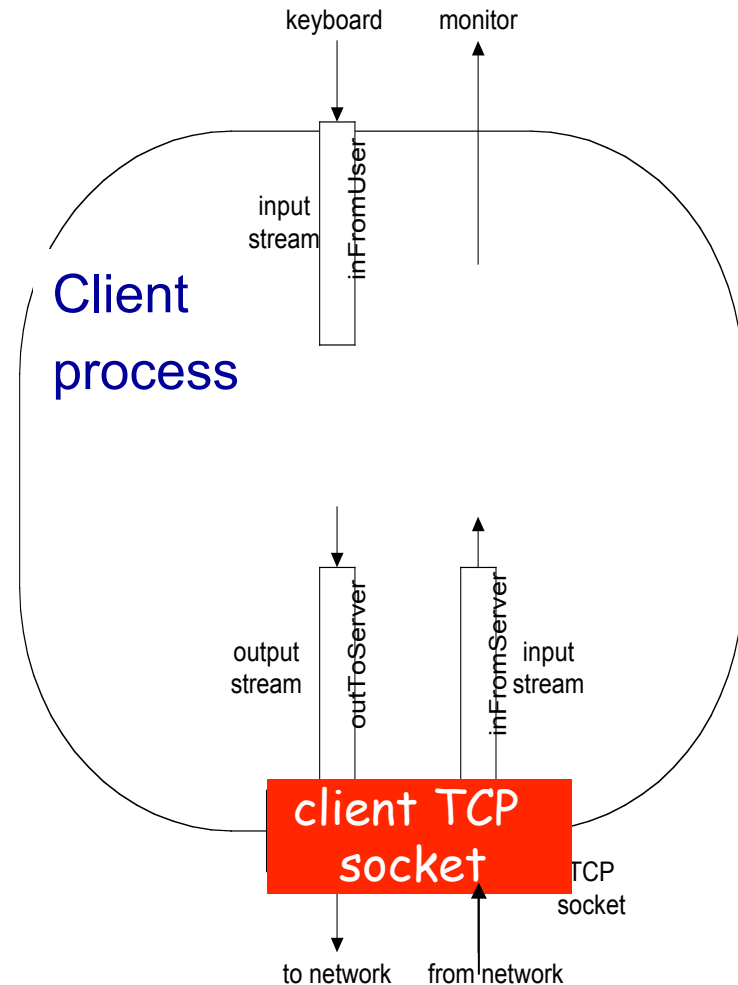 keyboard
monitor
input
stream
inFromUser
Client
process
output
stream
outToServer
inFromServer
input
stream
client TCP
socket
TCP
socket
to network
from network